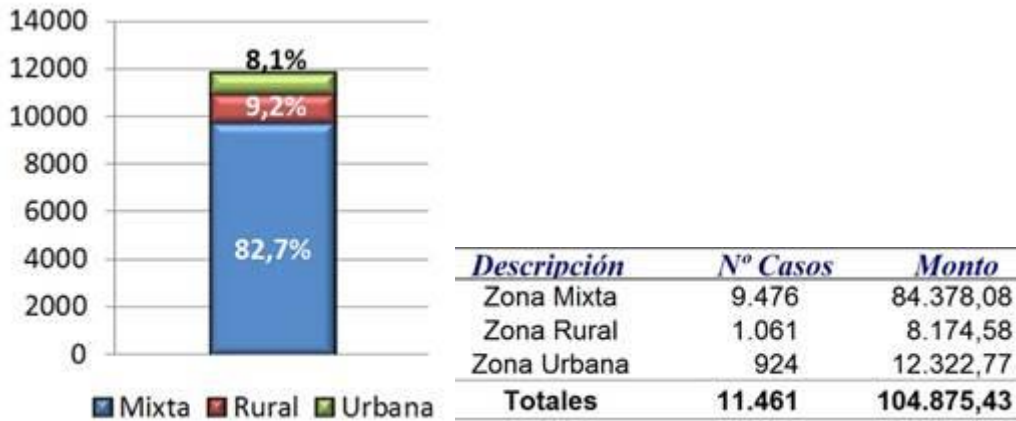 14000
12000
10000
8000
6000
4000
2000
0
8,1%
9,2%
82,7%
Mixta Rural Urbana
Descripción Nº Casos Monto
Zona Mixta 9.476 84.378,08
Zona Rural 1.061 8.174,58
Zona Urbana 924 12.322,77
Totales 11.461 104.875,43